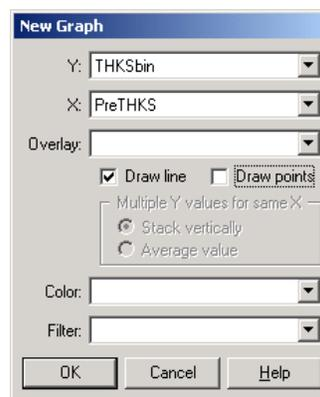 New Graph
Y: THKSbin
X: PreTHKS
Overlay:
Draw line Draw points
Multiple Y values for same X
Stack vertically
Average value
Color:
Filter:
OK Cancel Help